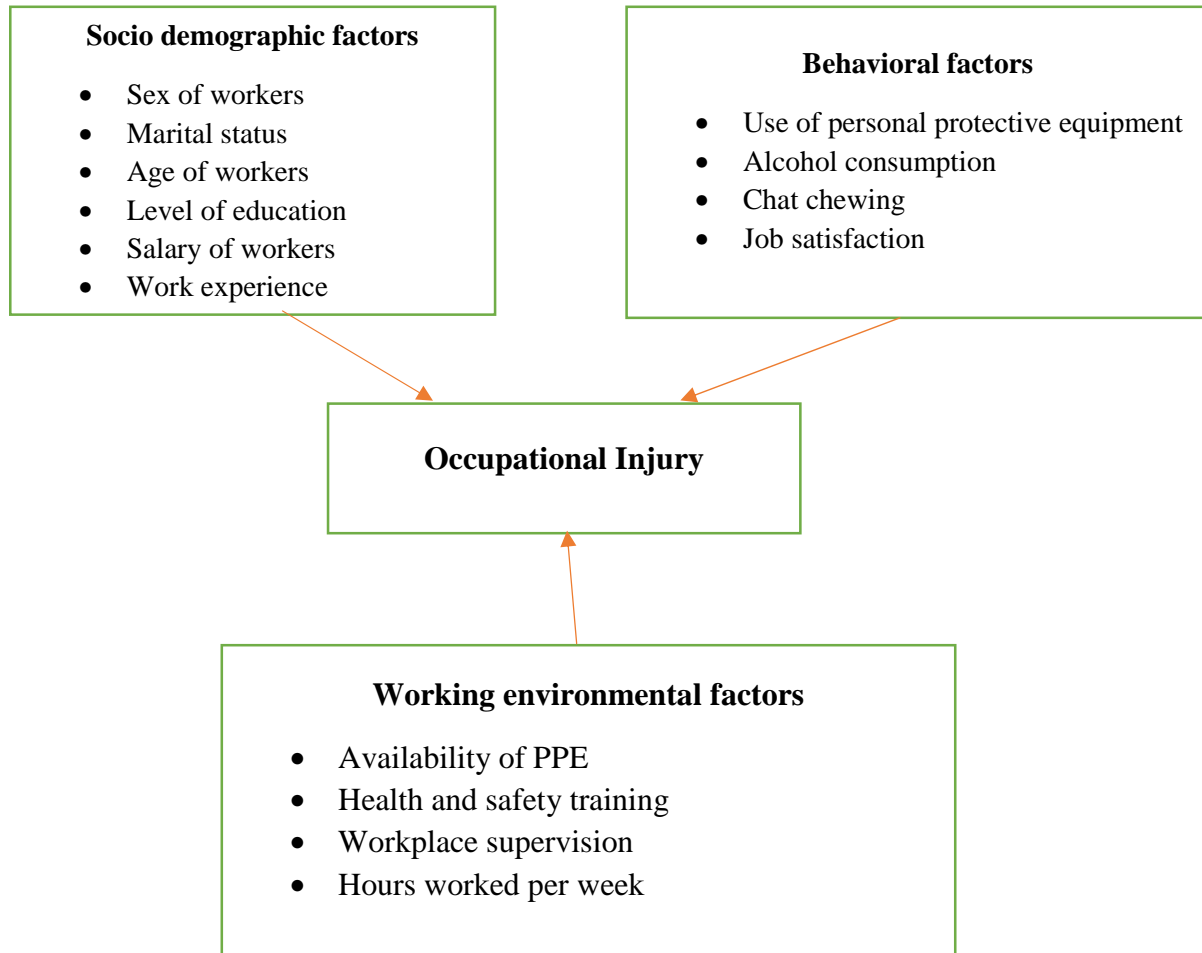 Socio demographic factors
• Sex of workers
• Marital status
• Age of workers
• Level of education
• Salary of workers
• Work experience
Behavioral factors
• Use of personal protective equipment
• Alcohol consumption
• Chat chewing
• Job satisfaction
Occupational Injury
Working environmental factors
• Availability of PPE
• Health and safety training
• Workplace supervision
• Hours worked per week